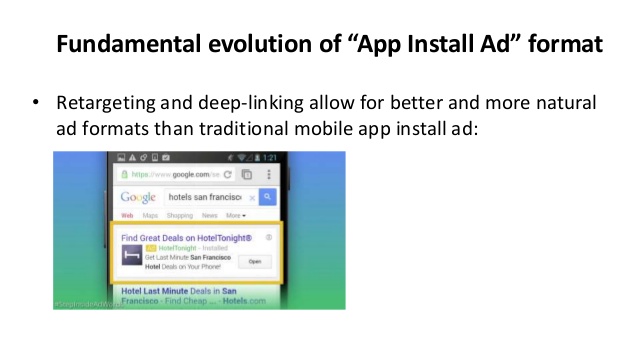 Fundamental evolution of “App Install Ad” format
• Retargeting and deep-linking allow for better and more natural
ad formats than traditional mobile app install ad:
1:21
https://www.google.com/se
Google hotels san francisco
Web Maps Shopping News More
Find Great Deals on HotelTonight®
Ad HotelTonight - Installed
Get Last Minute San Francisco
Hotel Deals on Your Phone!
Open
Hotel Last Minute Deals in San
Francisco - Find Cheap ... - Hotels.com